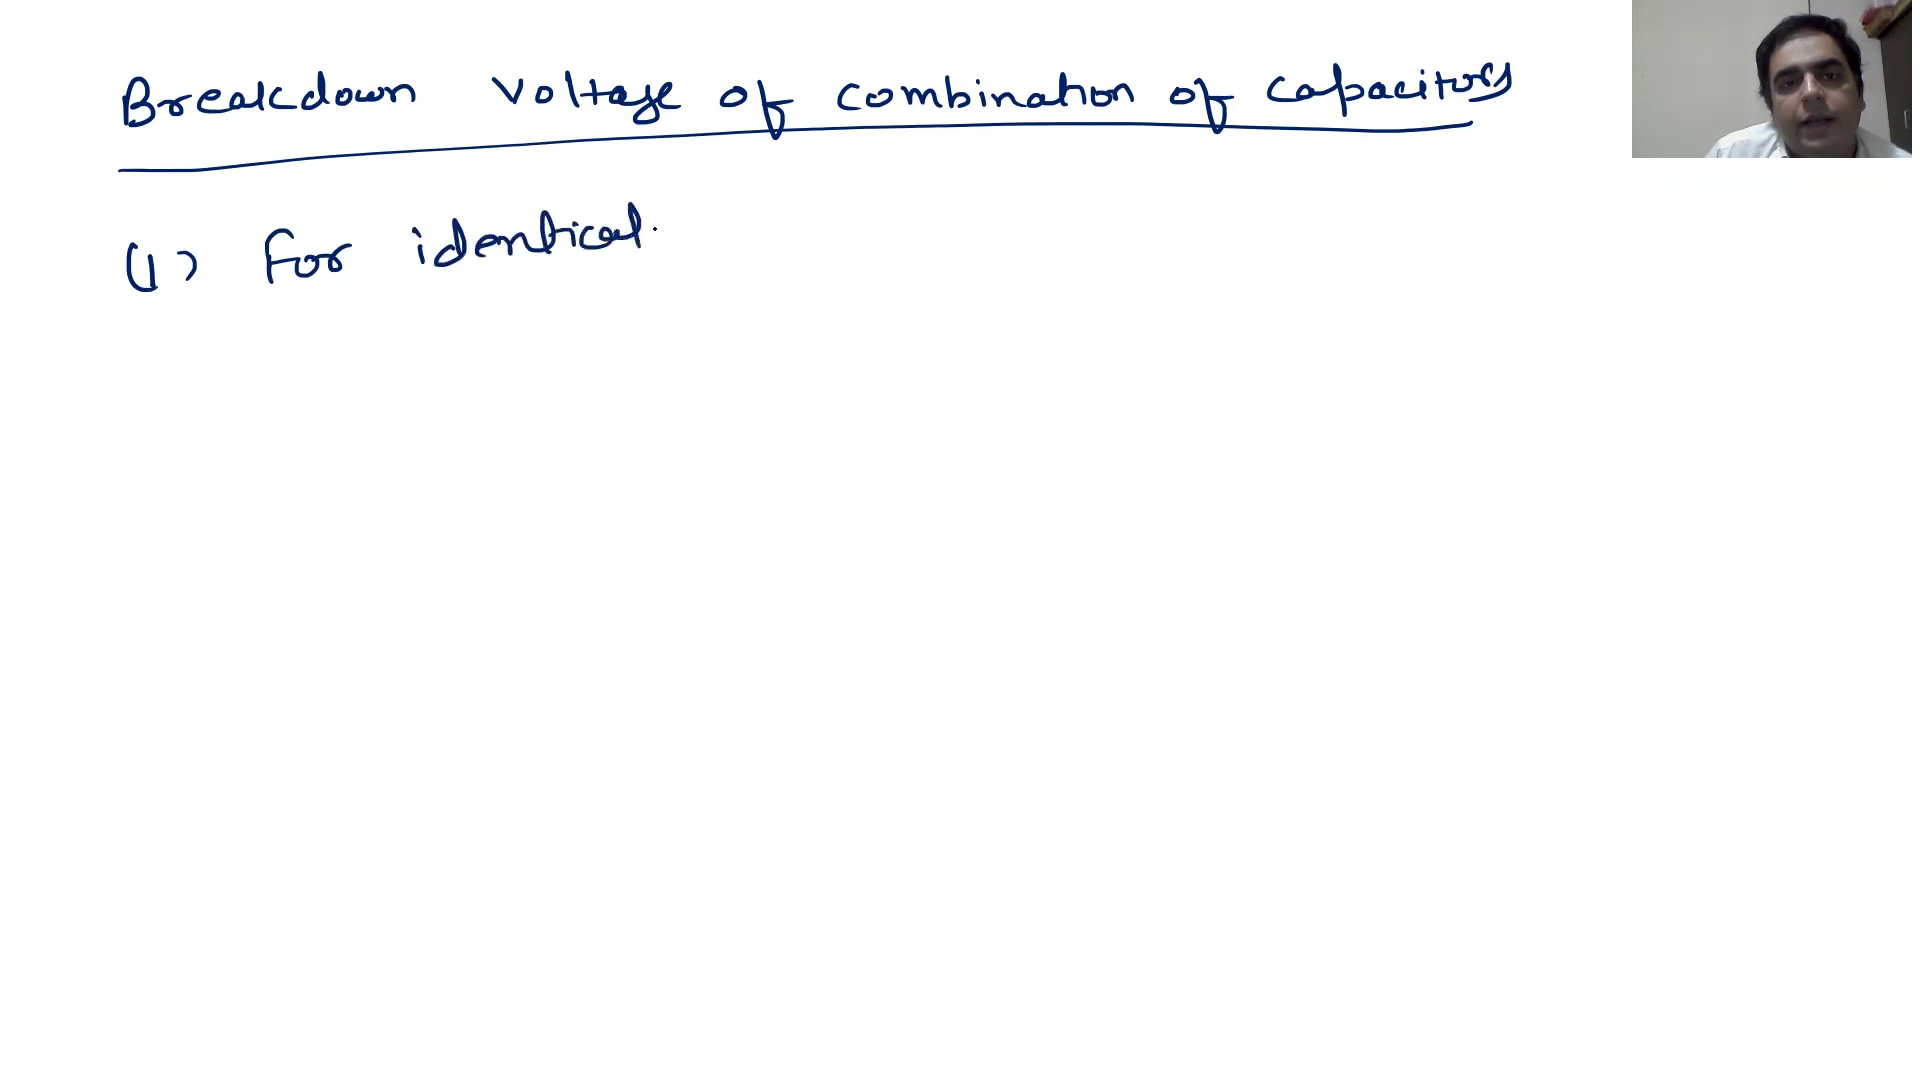 Breakdown Voltage of combination of capacitors
(1) For identical